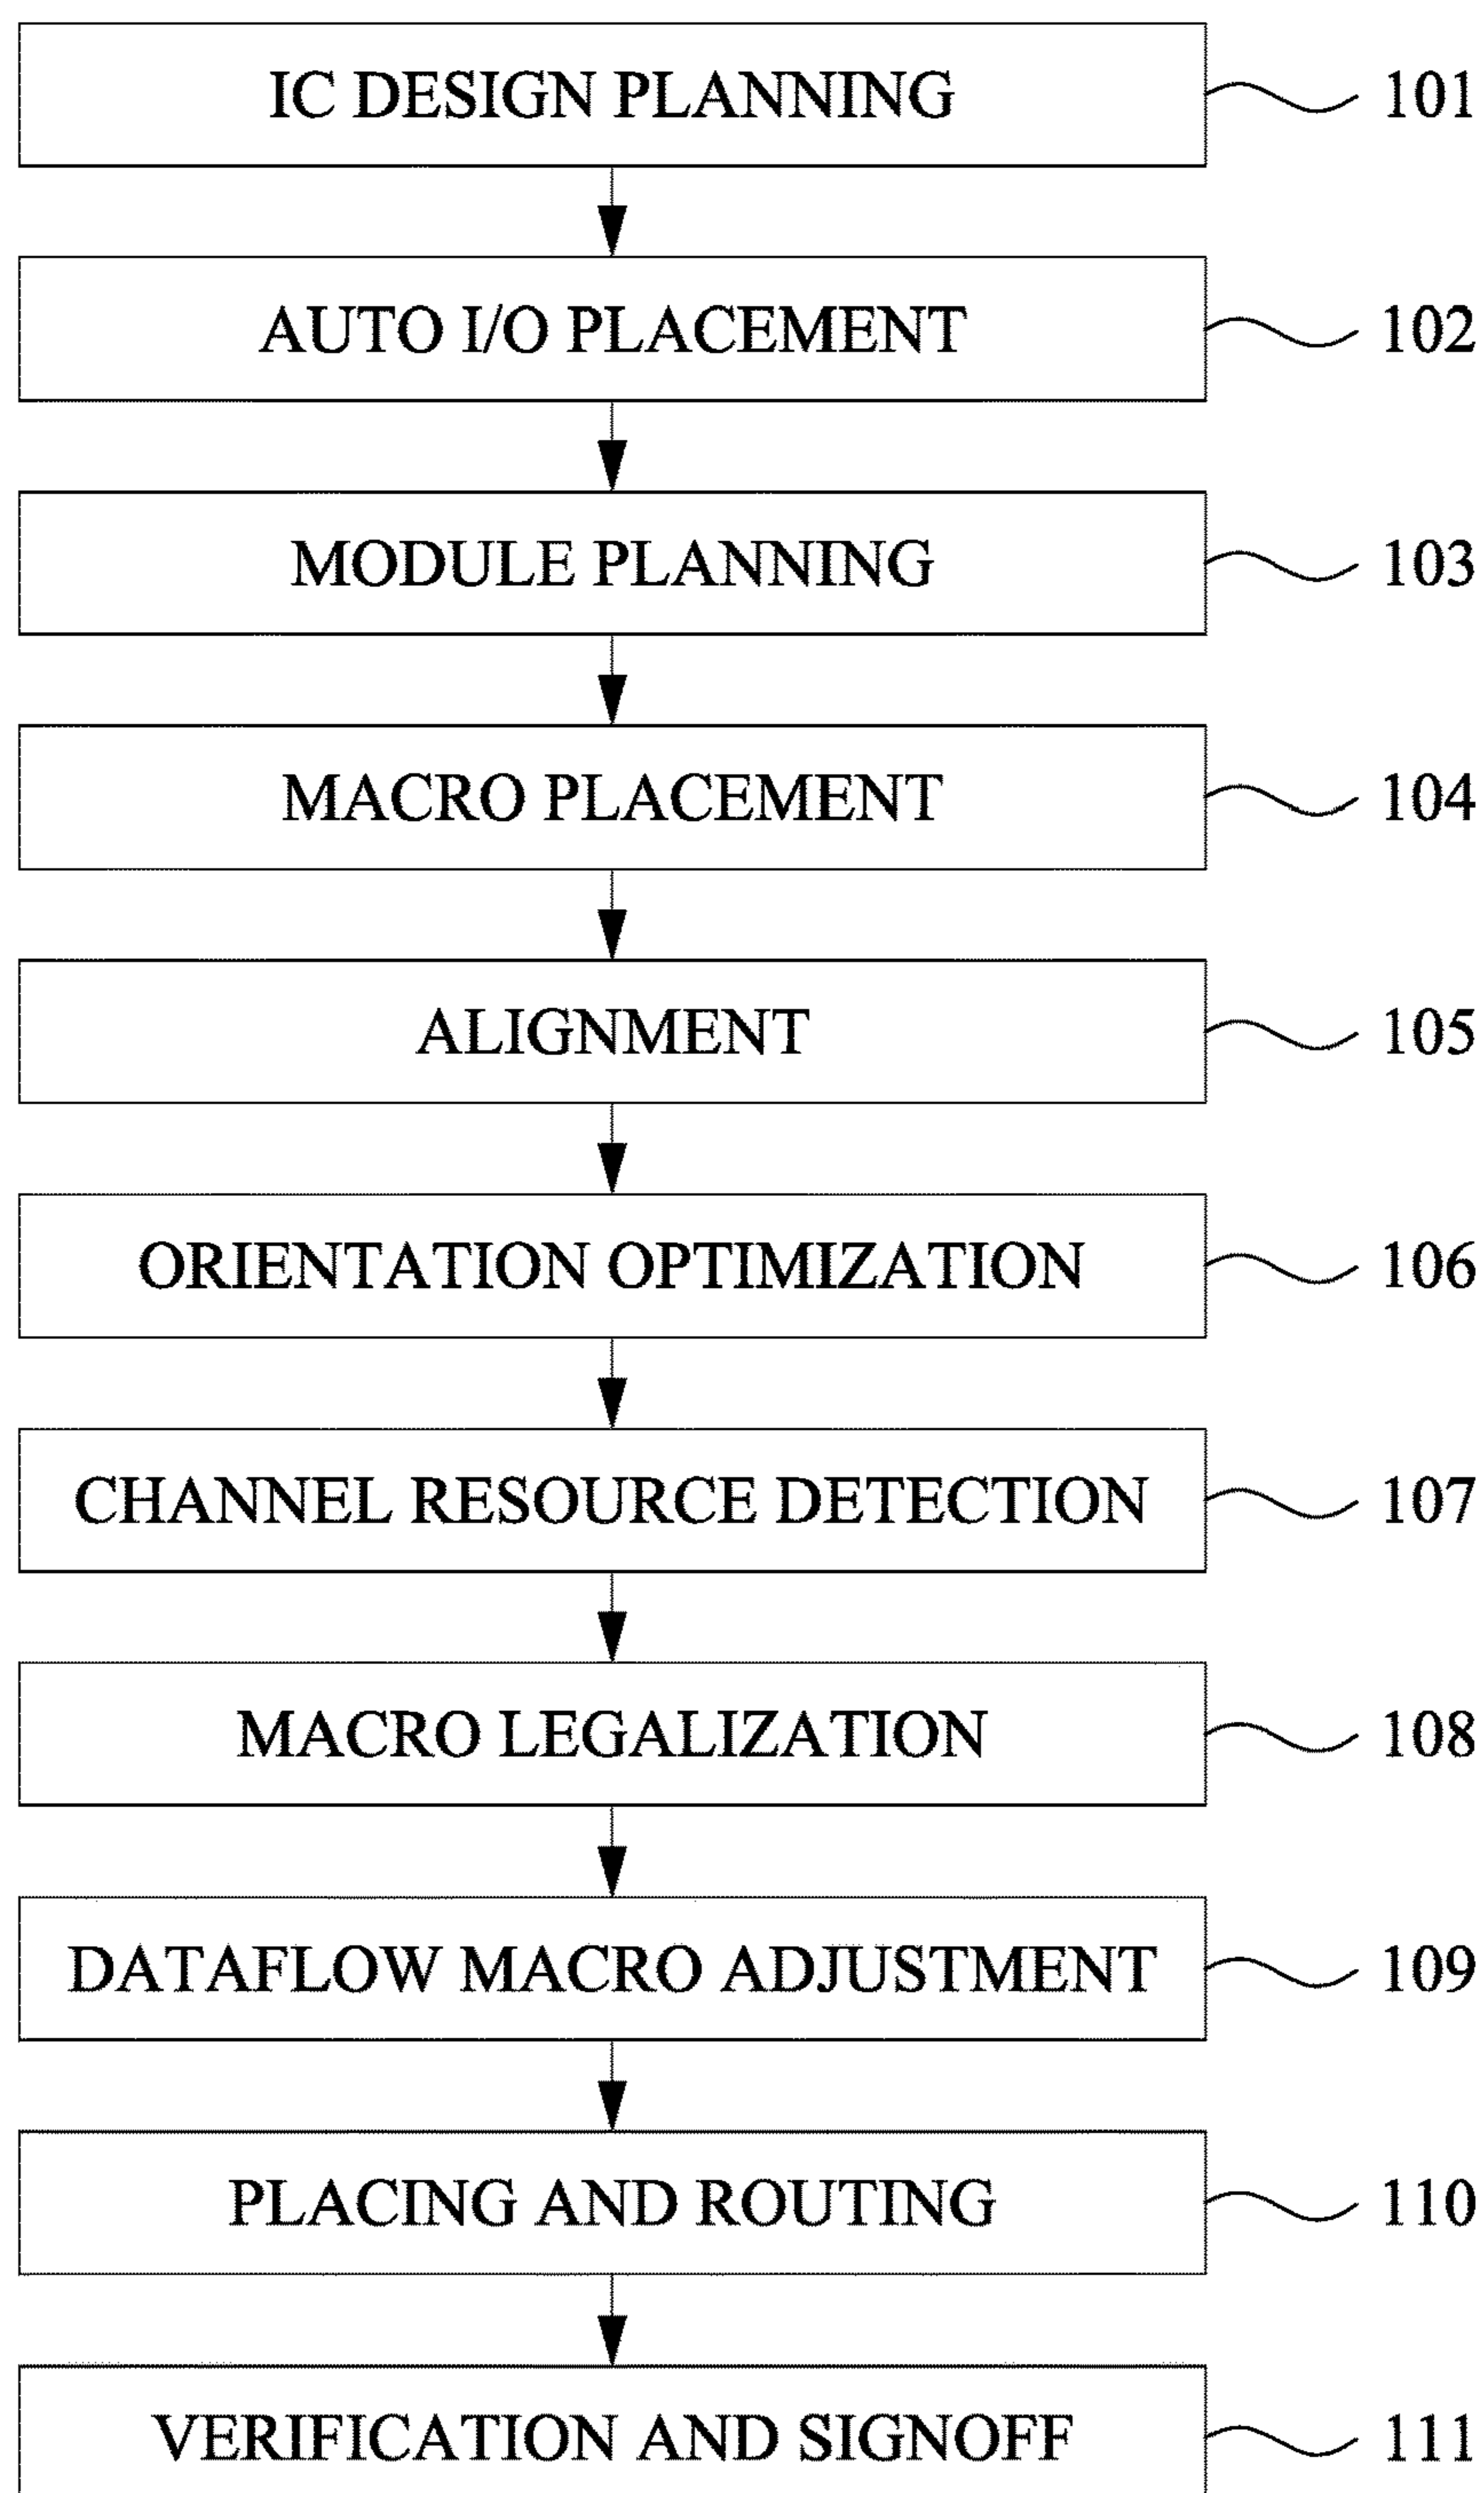 IC DESIGN PLANNING 101
AUTO I/O PLACEMENT 102
MODULE PLANNING 103
MACRO PLACEMENT 104
ALIGNMENT 105
ORIENTATION OPTIMIZATION 106
CHANNEL RESOURCE DETECTION 107
MACRO LEGALIZATION 108
DATAFLOW MACRO ADJUSTMENT 109
PLACING AND ROUTING 110
VERIFICATION AND SIGNOFF 111